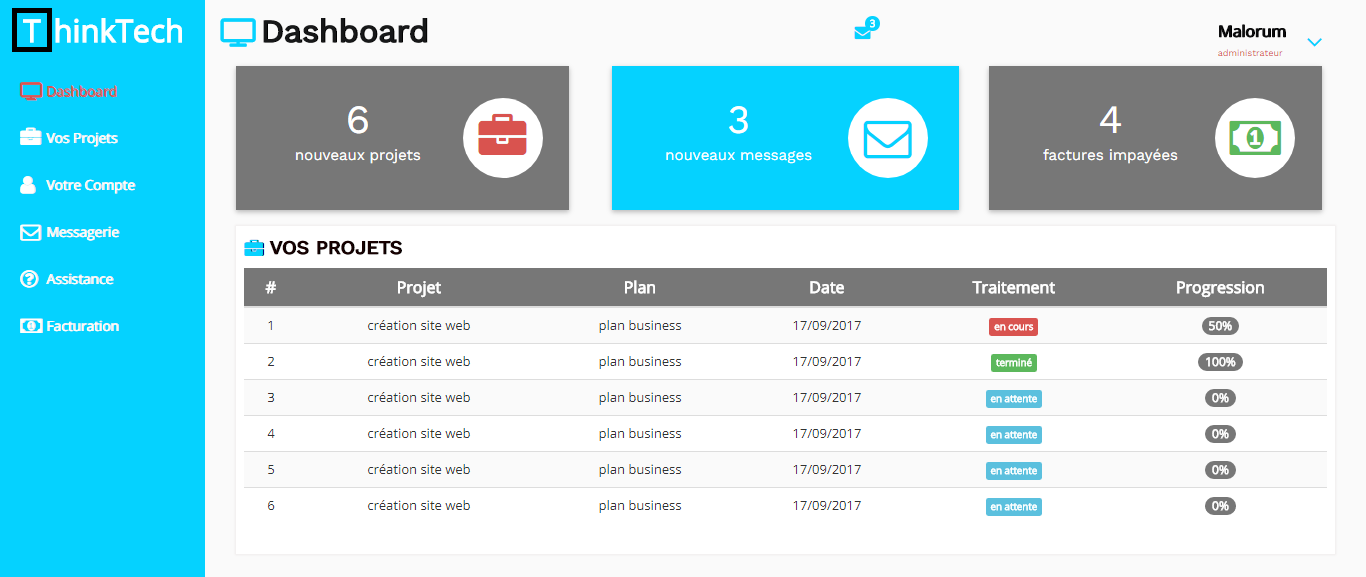 ThinkTech
Dashboard
3
Malorum
administrateur
Dashboard
Vos Projets
Votre Compte
Messagerie
Assistance
Facturation
6
nouveaux projets
3
nouveaux messages
4
factures impayées
1
VOS PROJETS
# Projet Plan Date Traitement Progression
1 création site web plan business 17/09/2017 en cours 50%
2 création site web plan business 17/09/2017 terminé 100%
3 création site web plan business 17/09/2017 en attente 0%
4 création site web plan business 17/09/2017 en attente 0%
5 création site web plan business 17/09/2017 en attente 0%
6 création site web plan business 17/09/2017 en attente 0%